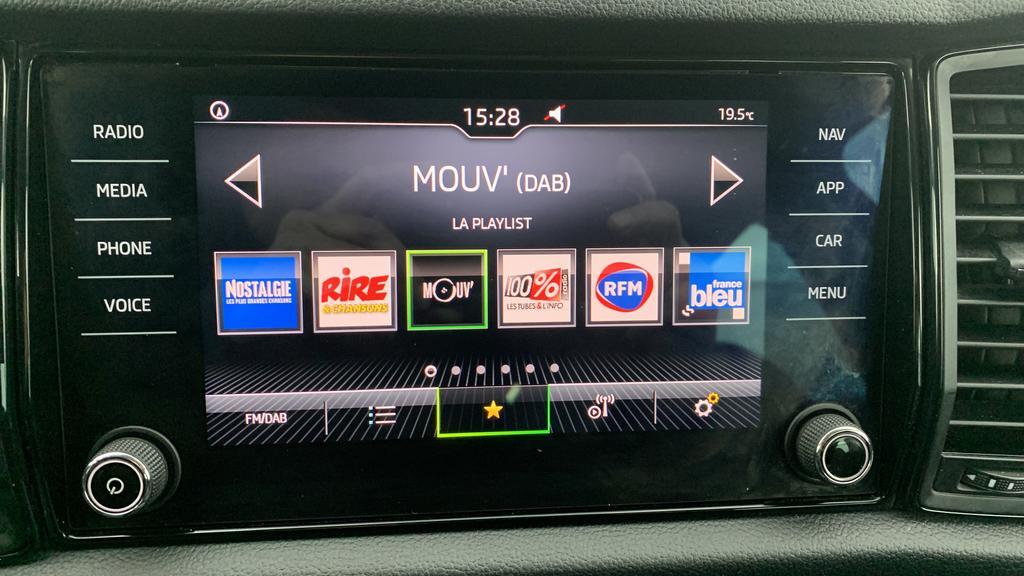 RADIO
MEDIA
PHONE
VOICE
15:28
19.5°C
MOUV' (DAB)
LA PLAYLIST
NOSTALGIE
LES PLUS GRANDES CHANSONS
RIRE
& CHANSONS
MOUV'
100%
radio
LES TUBES & L'INFO
RFM
france
bleu
FM/DAB
NAV
APP
CAR
MENU